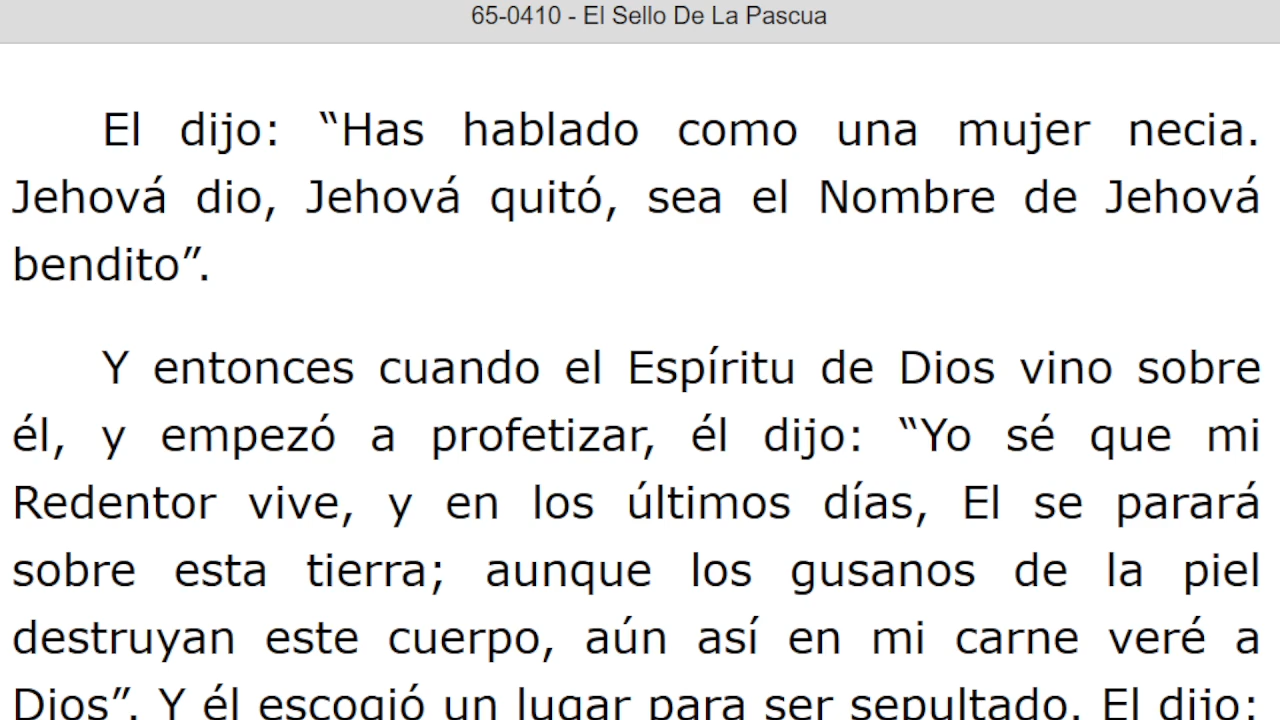 65-0410 - El Sello De La Pascua
El dijo: “Has hablado como una mujer necia.
Jehová dio, Jehová quitó, sea el Nombre de Jehová
bendito”.
Y entonces cuando el Espíritu de Dios vino sobre
él, y empezó a profetizar, él dijo: “Yo sé que mi
Redentor vive, y en los últimos días, El se parará
sobre esta tierra; aunque los gusanos de la piel
destruyan este cuerpo, aún así en mi carne veré a
Dios”. Y él escogió un lugar para ser sepultado. El dijo: